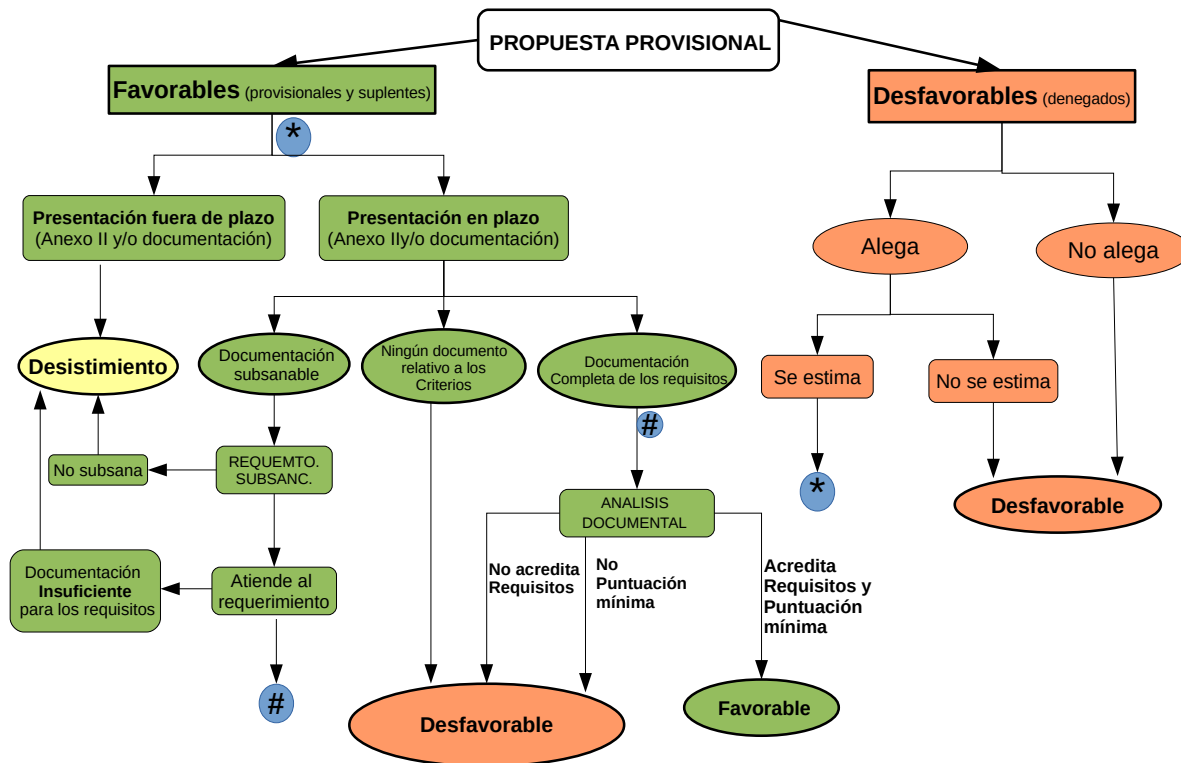 PROPUESTA PROVISIONAL
Favorables (provisionales y suplentes)
Desfavorables (denegados)
*
Presentación fuera de plazo
(Anexo II y/o documentación)
Presentación en plazo
(Anexo IIy/o documentación)
Alega
No alega
Desistimiento
Documentación
subsanable
Ningún documento
relativo a los
Criterios
Documentación
Completa de los requisitos
Se estima
No se estima
#
No subsana
REQUEMTO.
SUBSANC.
*
Desfavorable
ANALISIS
DOCUMENTAL
No acredita
Requisitos
No
Puntuación
mínima
Acredita
Requisitos y
Puntuación
mínima
Documentación
Insuficiente
para los requisitos
Atiende al
requerimiento
#
Desfavorable
Favorable